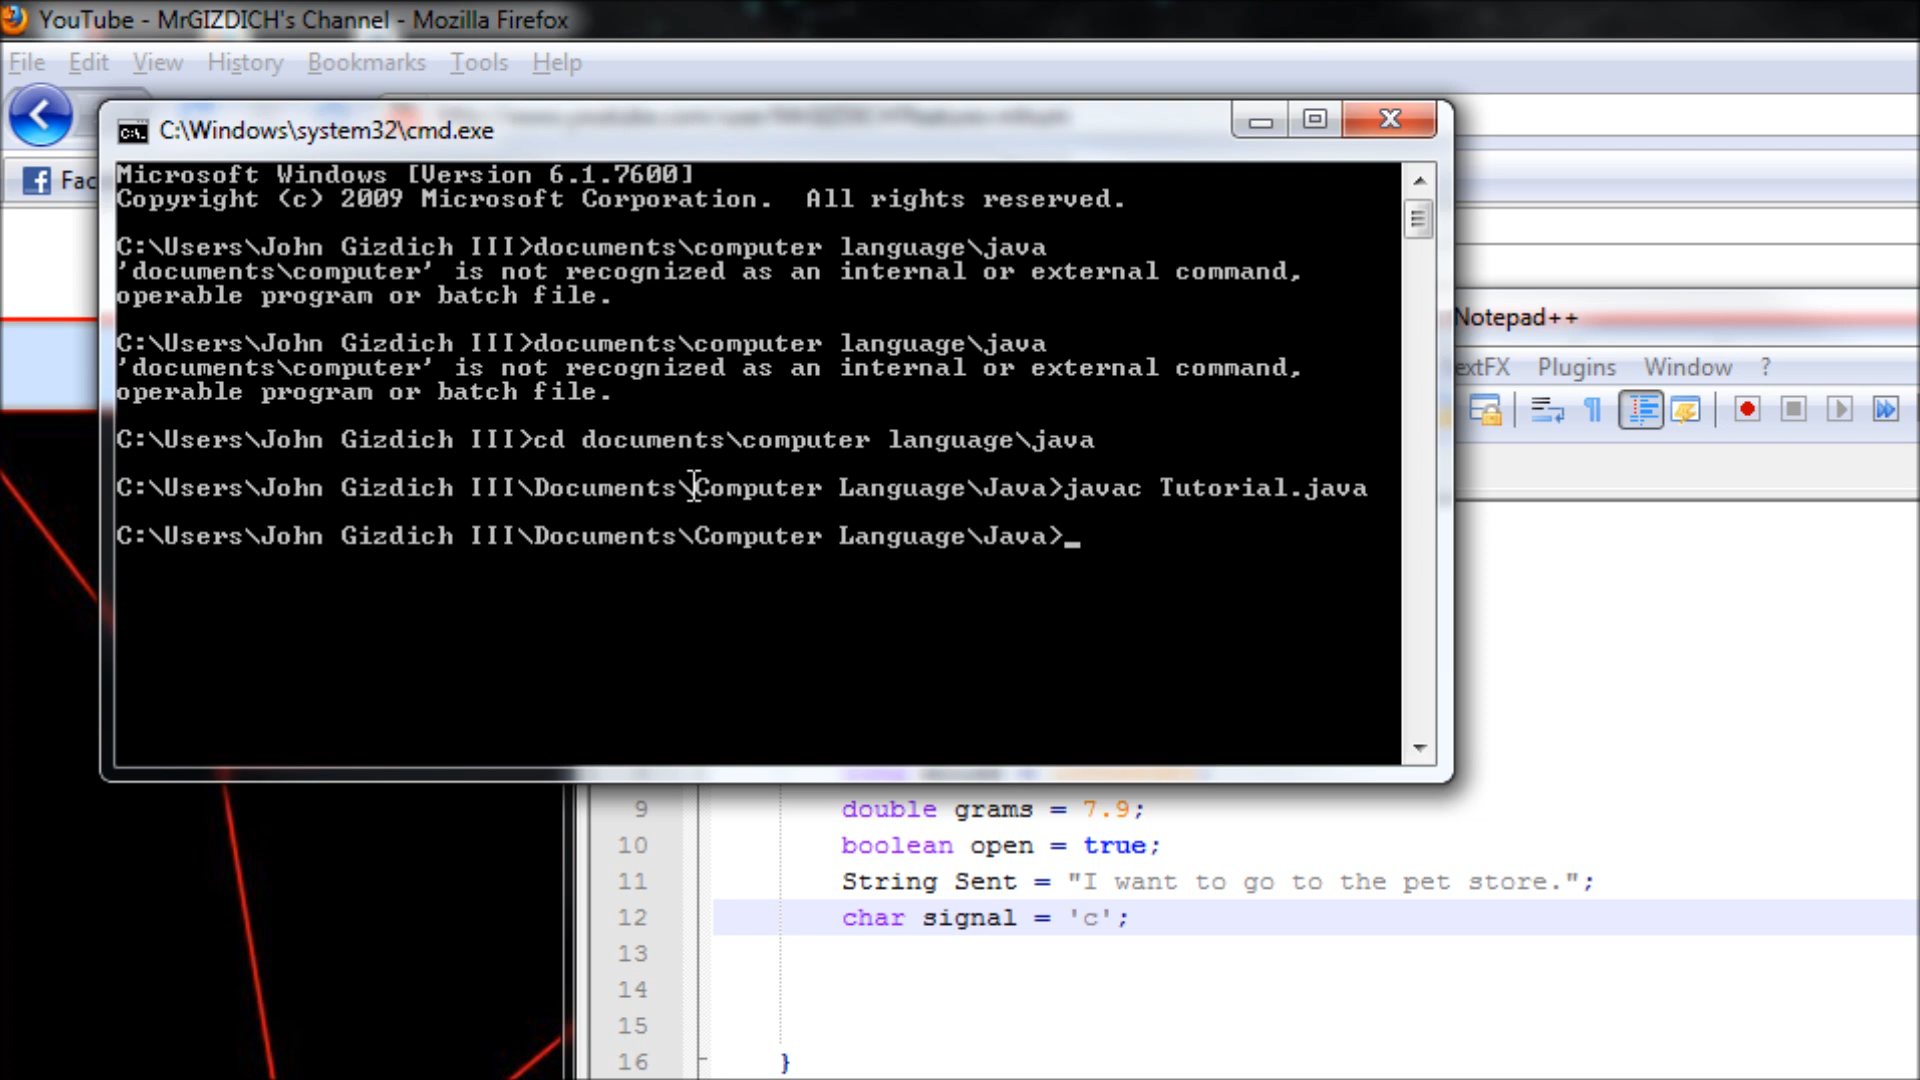 YouTube - MrGIZDICH's Channel - Mozilla Firefox
File Edit View History Bookmarks Tools Help
C:\Windows\system32\cmd.exe
Fac
Microsoft Windows [Version 6.1.7600]
Copyright (c) 2009 Microsoft Corporation.  All rights reserved.
C:\Users\John Gizdich III>documents\computer language\java
'documents\computer' is not recognized as an internal or external command,
operable program or batch file.
C:\Users\John Gizdich III>documents\computer language\java
'documents\computer' is not recognized as an internal or external command,
operable program or batch file.
C:\Users\John Gizdich III>cd documents\computer language\java
C:\Users\John Gizdich III\Documents\Computer Language\Java>javac Tutorial.java
C:\Users\John Gizdich III\Documents\Computer Language\Java>_
Notepad++
extFX Plugins Window ?
9 double grams = 7.9;
10 boolean open = true;
11 String Sent = "I want to go to the pet store.";
12 char signal = 'c';
13
14
15
16 }